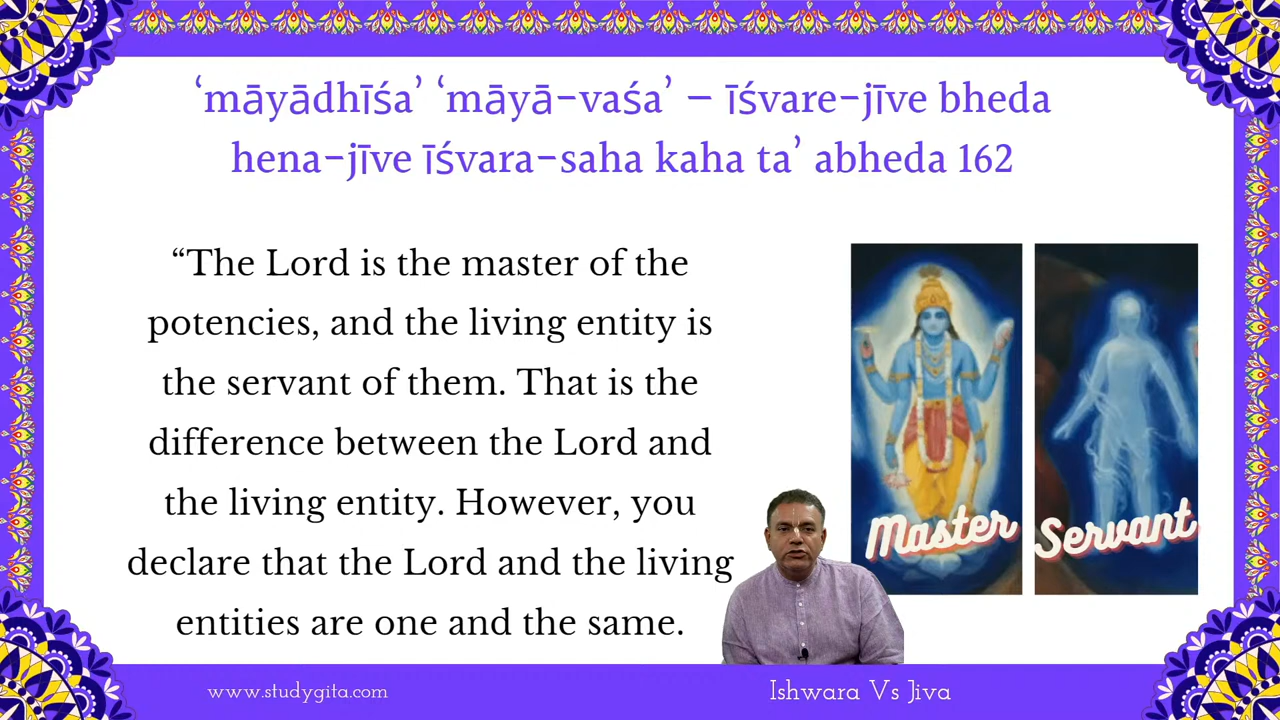 ‘māyādhīśa’ ‘māyā-vaśa’ — īśvare-jīve bheda
hena-jīve īśvara-saha kaha ta’ abheda 162
“The Lord is the master of the
potencies, and the living entity is
the servant of them. That is the
difference between the Lord and
the living entity. However, you
declare that the Lord and the living
entities are one and the same.
Master
Servant
www.studygita.com
Ishwara Vs Jiva